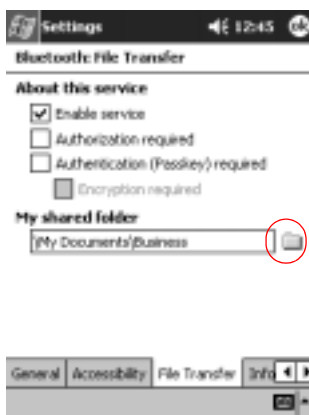 Settings 12:45 ok
Bluetooth: File Transfer
About this service
Enable service
Authorization required
Authentication (Passkey) required
Encryption required
My shared folder
\My Documents\Business
General Accessibility File Transfer Info